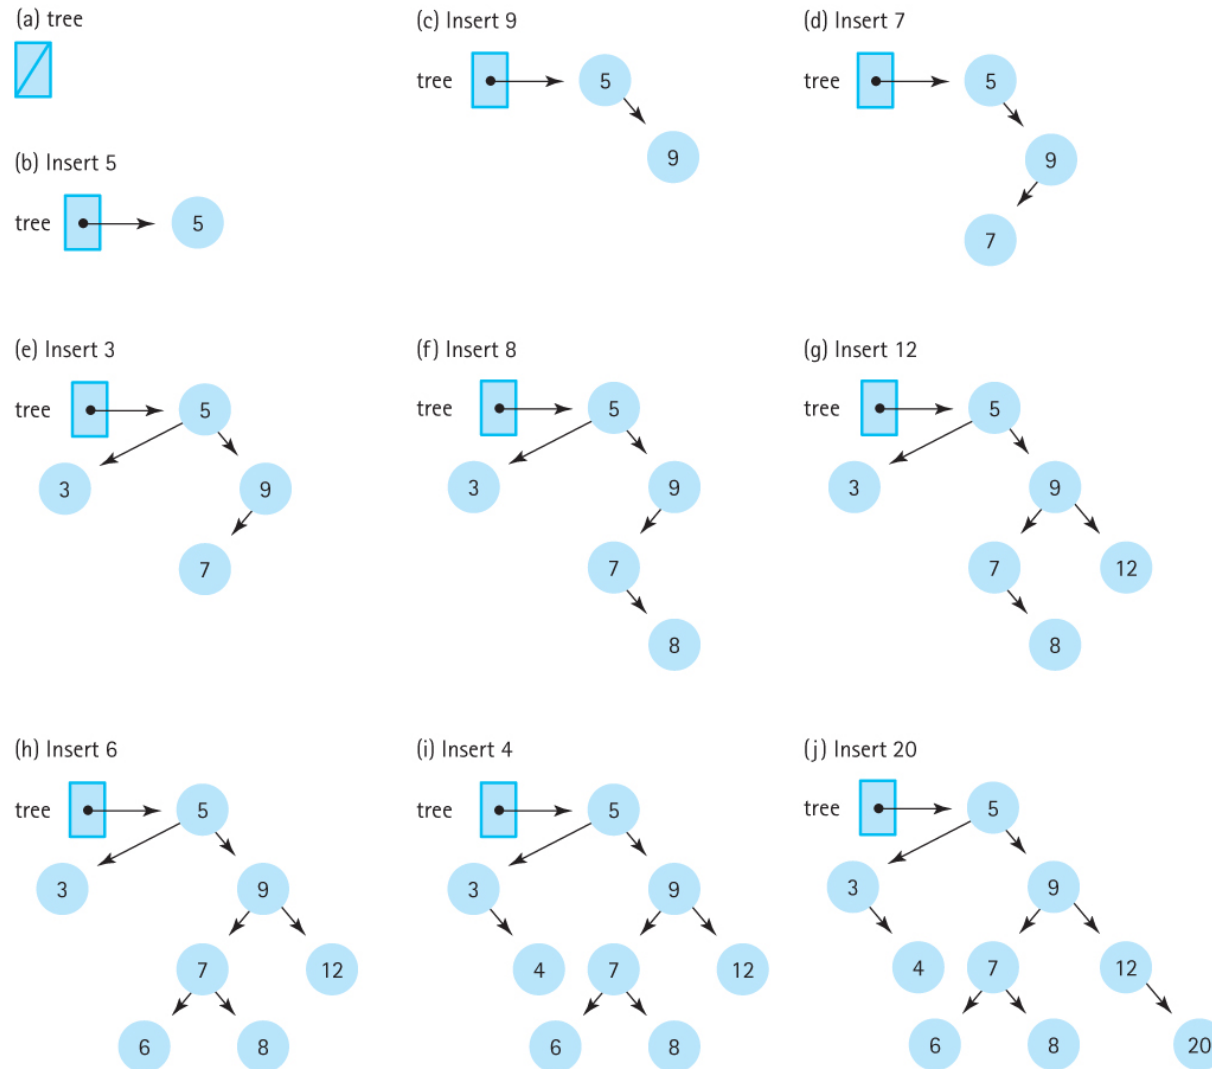 (a) tree
(b) Insert 5
tree 5
(c) Insert 9
tree 5
9
(d) Insert 7
tree 5
9
7
(e) Insert 3
tree 5
3 9
7
(f) Insert 8
tree 5
3 9
7
8
(g) Insert 12
tree 5
3 9
7 12
8
(h) Insert 6
tree 5
3 9
7 12
6 8
(i) Insert 4
tree 5
3 9
4 7 12
6 8
(j) Insert 20
tree 5
3 9
4 7 12
6 8 20